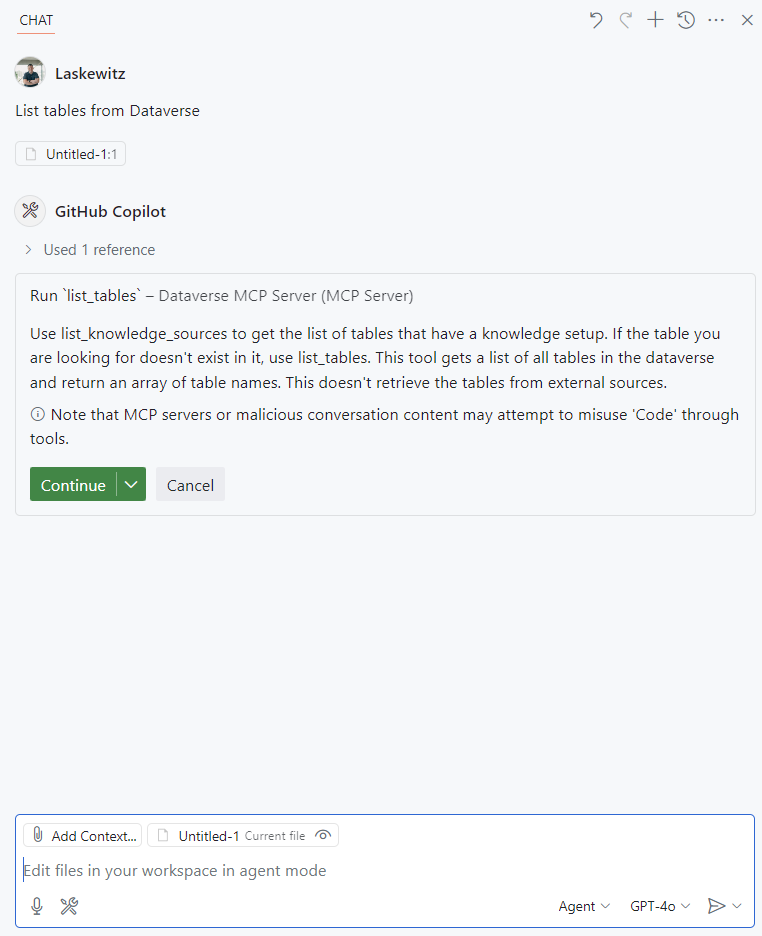 CHAT
Laskewitz
List tables from Dataverse
Untitled-1:1
GitHub Copilot
Used 1 reference
Run `list_tables` – Dataverse MCP Server (MCP Server)
Use list_knowledge_sources to get the list of tables that have a knowledge setup. If the table you
are looking for doesn't exist in it, use list_tables. This tool gets a list of all tables in the dataverse
and return an array of table names. This doesn't retrieve the tables from external sources.
Note that MCP servers or malicious conversation content may attempt to misuse 'Code' through
tools.
Continue Cancel
Add Context... Untitled-1 Current file
Edit files in your workspace in agent mode
Agent GPT-4o